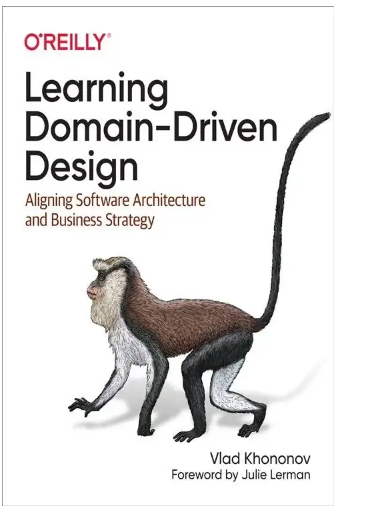 O'REILLY®
Learning
Domain-Driven
Design
Aligning Software Architecture
and Business Strategy
Vlad Khononov
Foreword by Julie Lerman